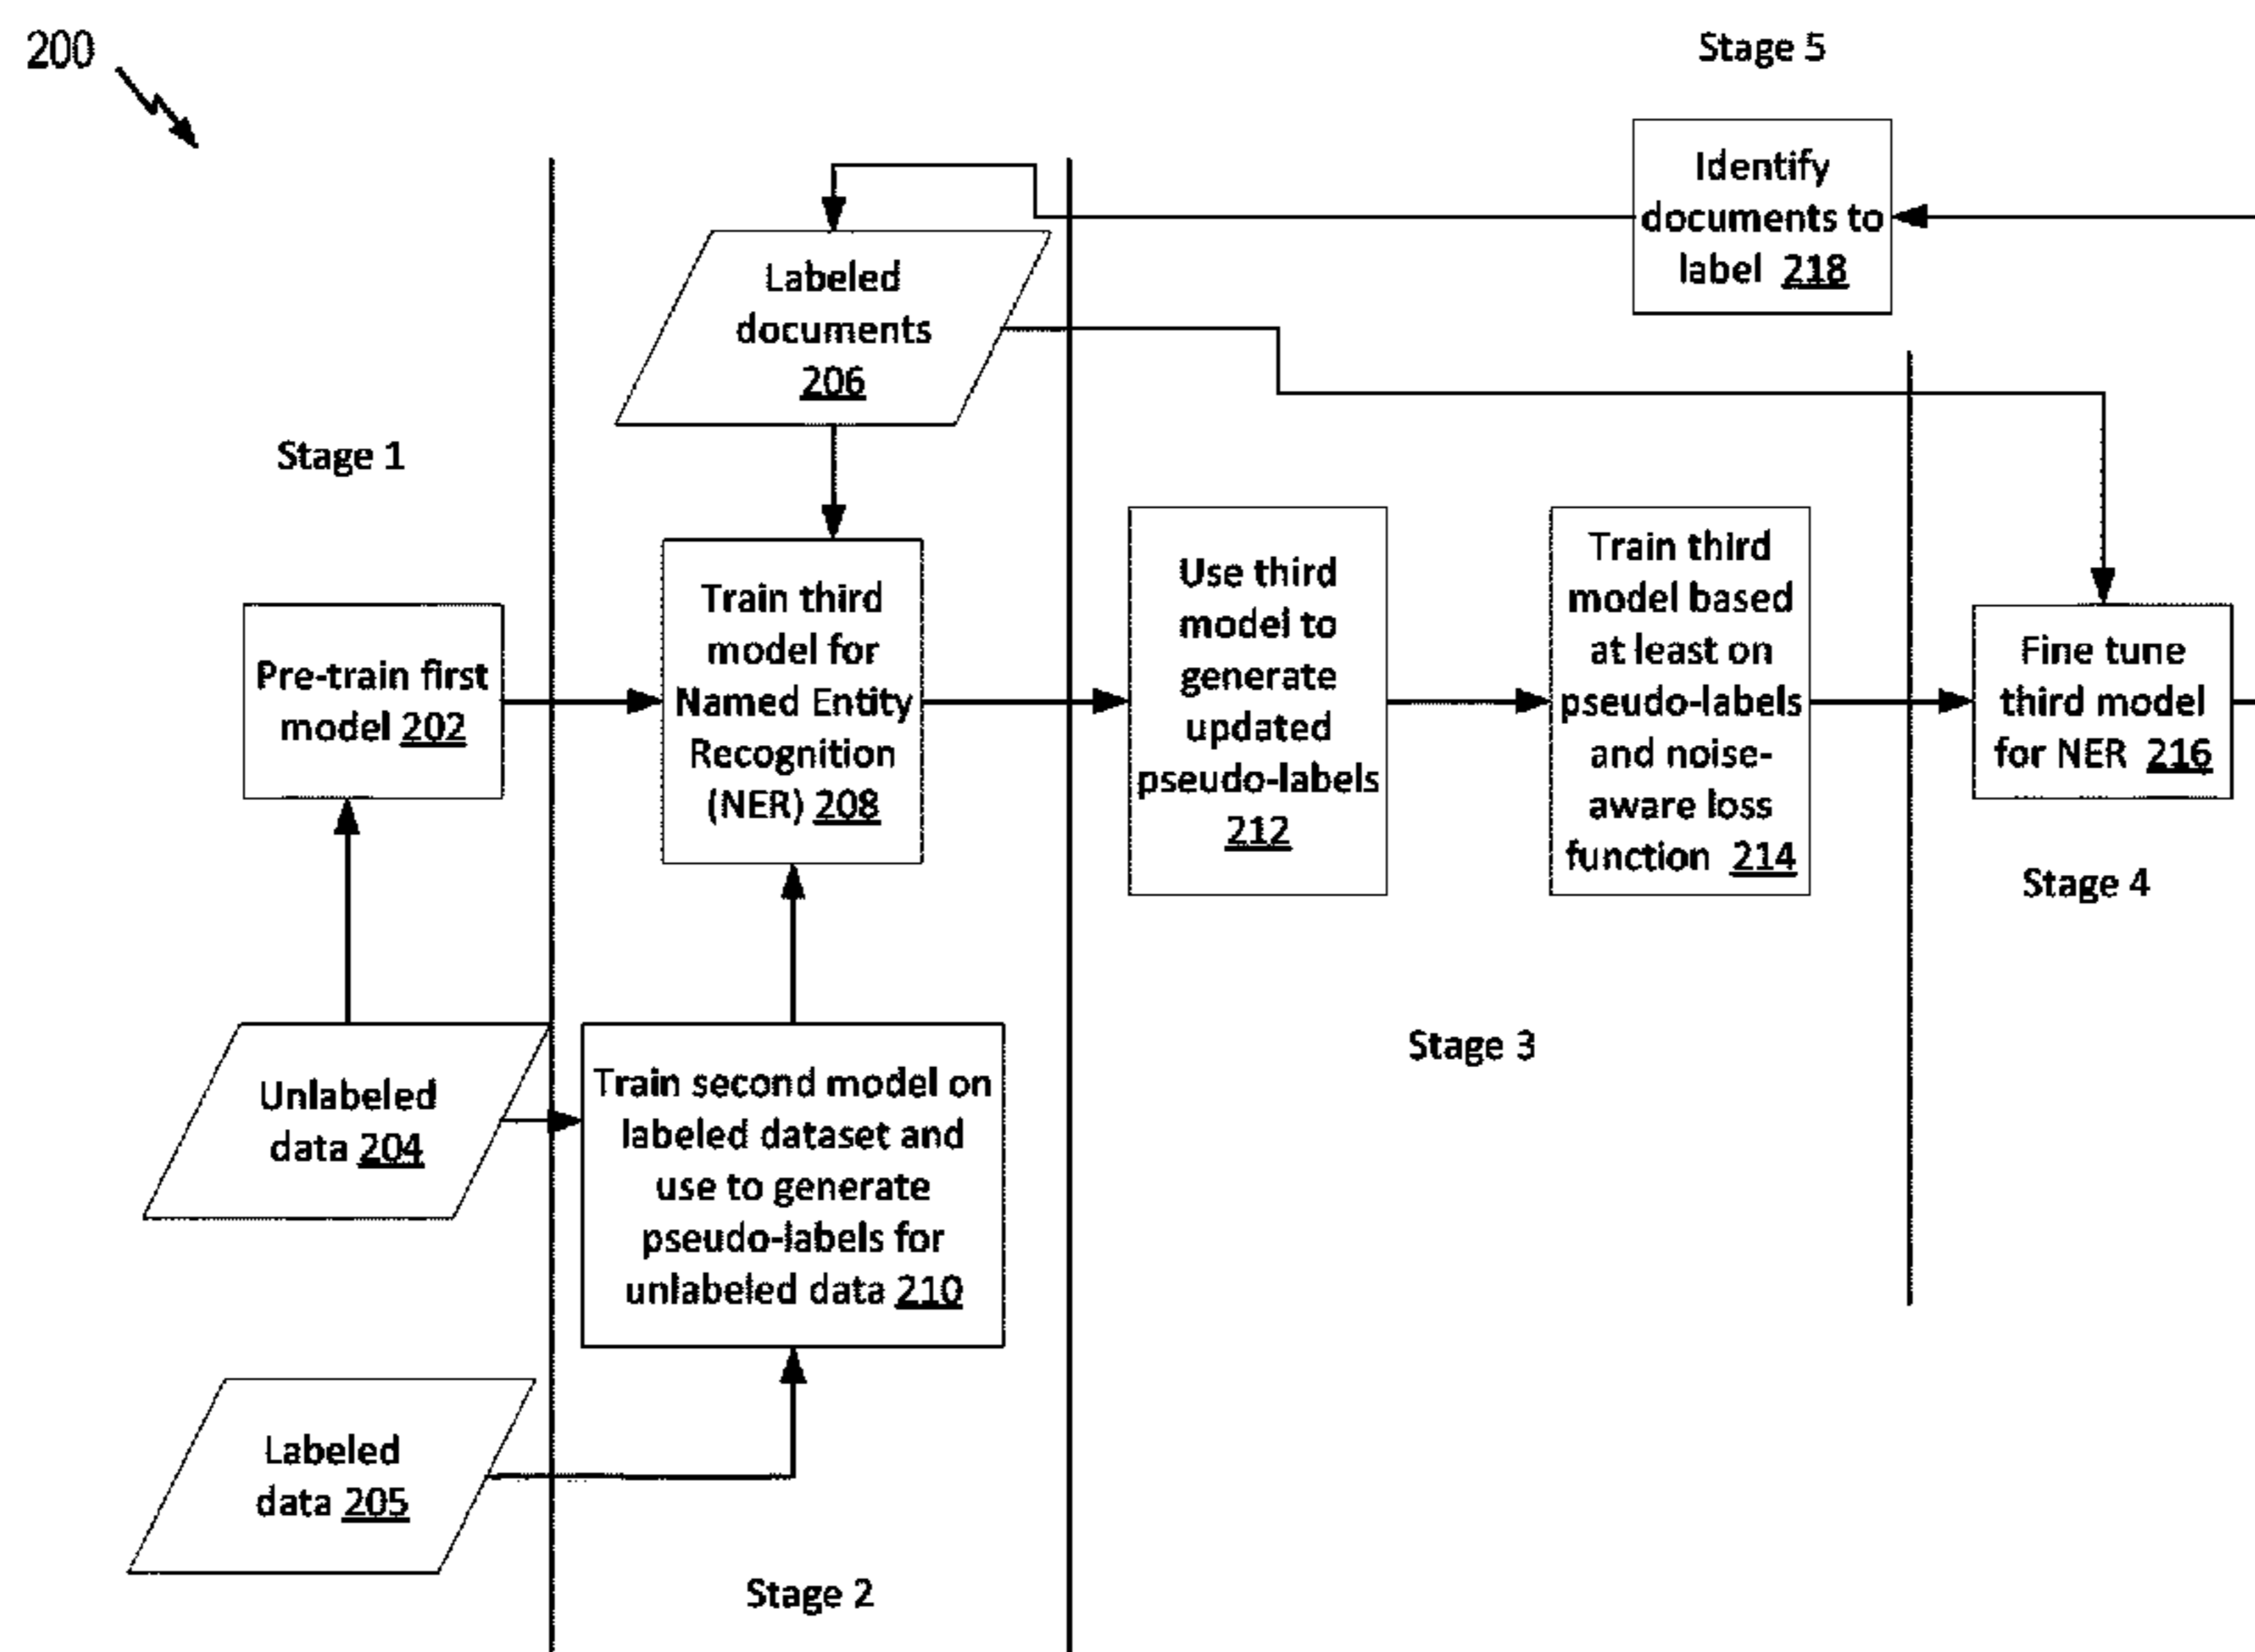 200
Stage 5
Identify
documents to
label 218
Labeled
documents
206
Stage 1
Pre-train first
model 202
Train third
model for
Named Entity
Recognition
(NER) 208
Use third
model to
generate
updated
pseudo-labels
212
Train third
model based
at least on
pseudo-labels
and noise-
aware loss
function 214
Fine tune
third model
for NER 216
Stage 4
Unlabeled
data 204
Train second model on
labeled dataset and
use to generate
pseudo-labels for
unlabeled data 210
Stage 3
Labeled
data 205
Stage 2